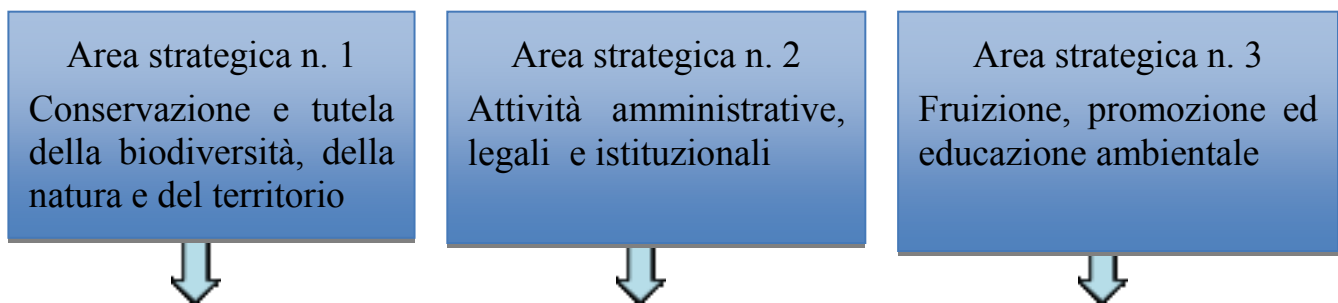 Area strategica n. 1
Conservazione e tutela
della biodiversità, della
natura e del territorio
Area strategica n. 2
Attività amministrative,
legali e istituzionali
Area strategica n. 3
Fruizione, promozione ed
educazione ambientale